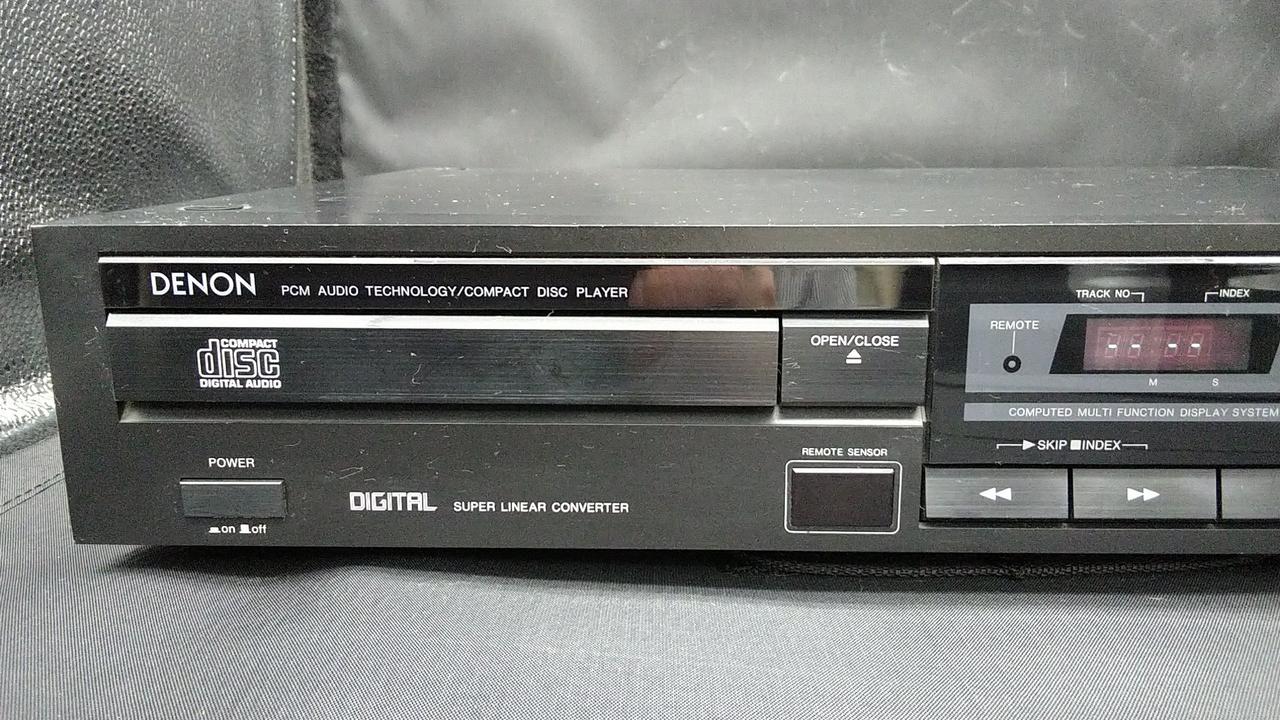 DENON PCM AUDIO TECHNOLOGY/COMPACT DISC PLAYER
COMPACT
disc
DIGITAL AUDIO
OPEN/CLOSE
TRACK NO
INDEX
REMOTE
M S
COMPUTED MULTI FUNCTION DISPLAY SYSTEM
SKIP INDEX
POWER
on off
DIGITAL SUPER LINEAR CONVERTER
REMOTE SENSOR